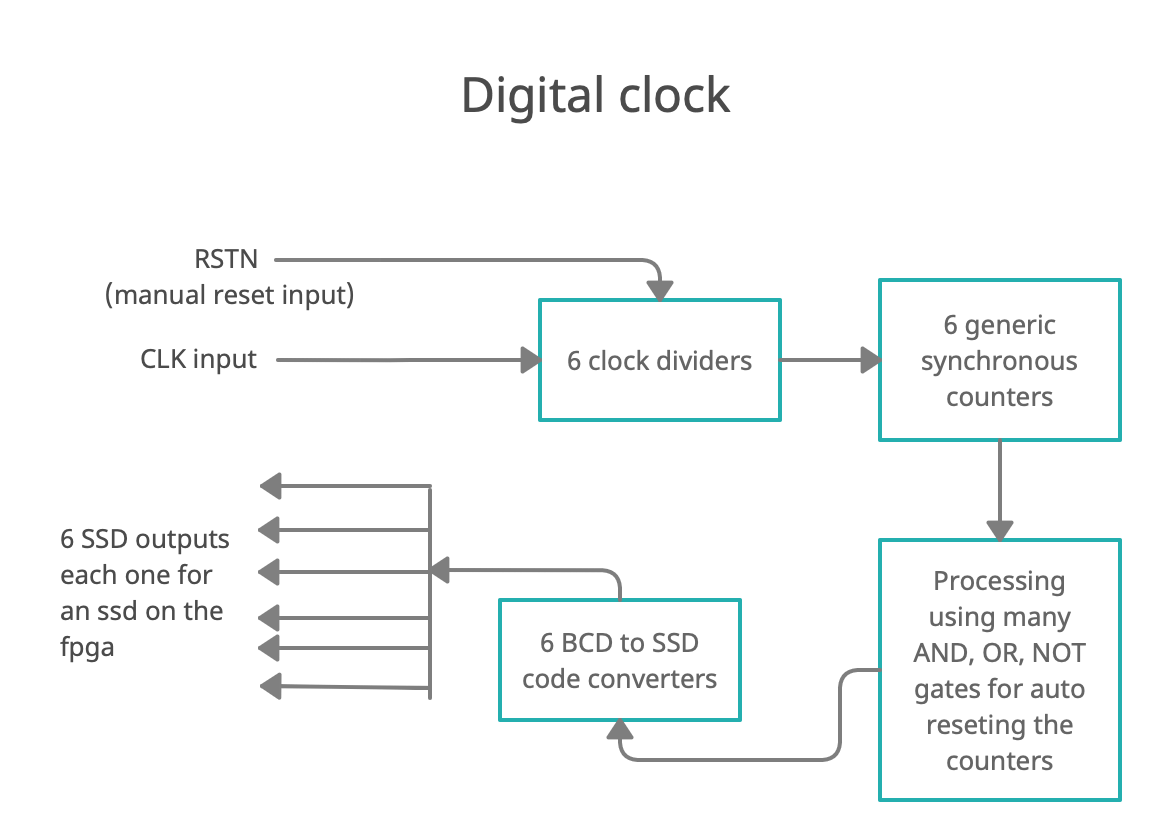 Digital clock
RSTN
(manual reset input)
CLK input
6 clock dividers
6 generic
synchronous
counters
Processing
using many
AND, OR, NOT
gates for auto
reseting the
counters
6 BCD to SSD
code converters
6 SSD outputs
each one for
an ssd on the
fpga